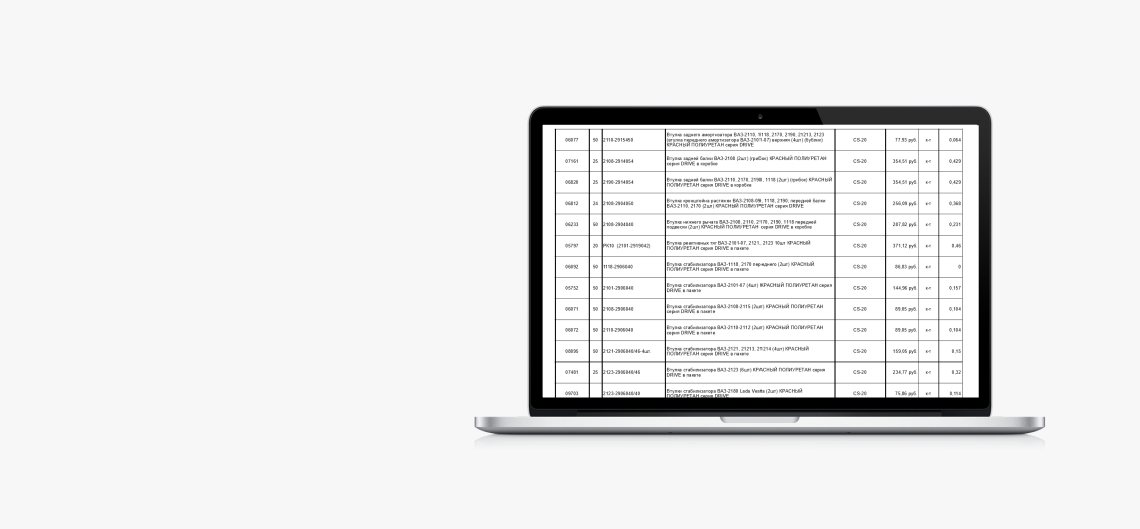 06077 50 2110-2915450 Втулка заднего амортизатора ВАЗ-2110, 1118, 2170, 2190, 21213, 2123
(втулка переднего амортизатора ВАЗ-2101-07) верхняя (4шт) (бублик)
КРАСНЫЙ ПОЛИУРЕТАН серия DRIVE CS-20 77,93 руб. к-т 0,064
07161 25 2108-2914054 Втулка задней балки ВАЗ-2108 (2шт) (грибок) КРАСНЫЙ ПОЛИУРЕТАН
серия DRIVE в коробке CS-20 354,51 руб. к-т 0,429
06828 25 2190-2914054 Втулка задней балки ВАЗ-2110, 2170, 2190, 1118 (2шт) (грибок) КРАСНЫЙ
ПОЛИУРЕТАН серия DRIVE в коробке CS-20 354,51 руб. к-т 0,429
06812 20 2108-2904050 Втулка кронштейна растяжки ВАЗ-2108-09, 1118, 2190, передней балки
ВАЗ-2110, 2170 (2шт) КРАСНЫЙ ПОЛИУРЕТАН серия DRIVE CS-20 256,09 руб. к-т 0,368
06233 50 2108-2904040 Втулка нижнего рычага ВАЗ-2108, 2110, 2170, 2190, 1118 передней
подвески (2шт) КРАСНЫЙ ПОЛИУРЕТАН серия DRIVE в коробке CS-20 207,82 руб. к-т 0,231
05797 20 РК10 (2101-2919042) Втулка реактивных тяг ВАЗ-2101-07, 2121, 2123 10шт КРАСНЫЙ
ПОЛИУРЕТАН серия DRIVE в пакете CS-20 371,12 руб. к-т 0,46
06092 50 1118-2906040 Втулка стабилизатора ВАЗ-1118, 2170 переднего (2шт) КРАСНЫЙ
ПОЛИУРЕТАН серия DRIVE в пакете CS-20 86,83 руб. к-т 0
05752 50 2101-2906040 Втулка стабилизатора ВАЗ-2101-07 (4шт) КРАСНЫЙ ПОЛИУРЕТАН серия
DRIVE в пакете CS-20 144,96 руб. к-т 0,157
06071 50 2108-2906040 Втулка стабилизатора ВАЗ-2108-2115 (2шт) КРАСНЫЙ ПОЛИУРЕТАН
серия DRIVE в пакете CS-20 89,05 руб. к-т 0,104
06072 50 2110-2906040 Втулка стабилизатора ВАЗ-2110-2112 (2шт) КРАСНЫЙ ПОЛИУРЕТАН
серия DRIVE в пакете CS-20 89,05 руб. к-т 0,104
50 2121-2906040/46-4шт. Втулка стабилизатора ВАЗ-2121, 21213, 21214 (4шт) КРАСНЫЙ
ПОЛИУРЕТАН серия DRIVE в пакете CS-20 159,05 руб. к-т 0,15
07401 25 2123-2906040/46 Втулка стабилизатора ВАЗ-2123 (6шт) КРАСНЫЙ ПОЛИУРЕТАН серия
DRIVE в пакете CS-20 234,77 руб. к-т 0,32
09703 50 2123-2906040/40 Втулка стабилизатора ВАЗ-2180 Lada Vesta (2шт) КРАСНЫЙ
ПОЛИУРЕТАН серия DRIVE CS-20 75,06 руб. к-т 0,114